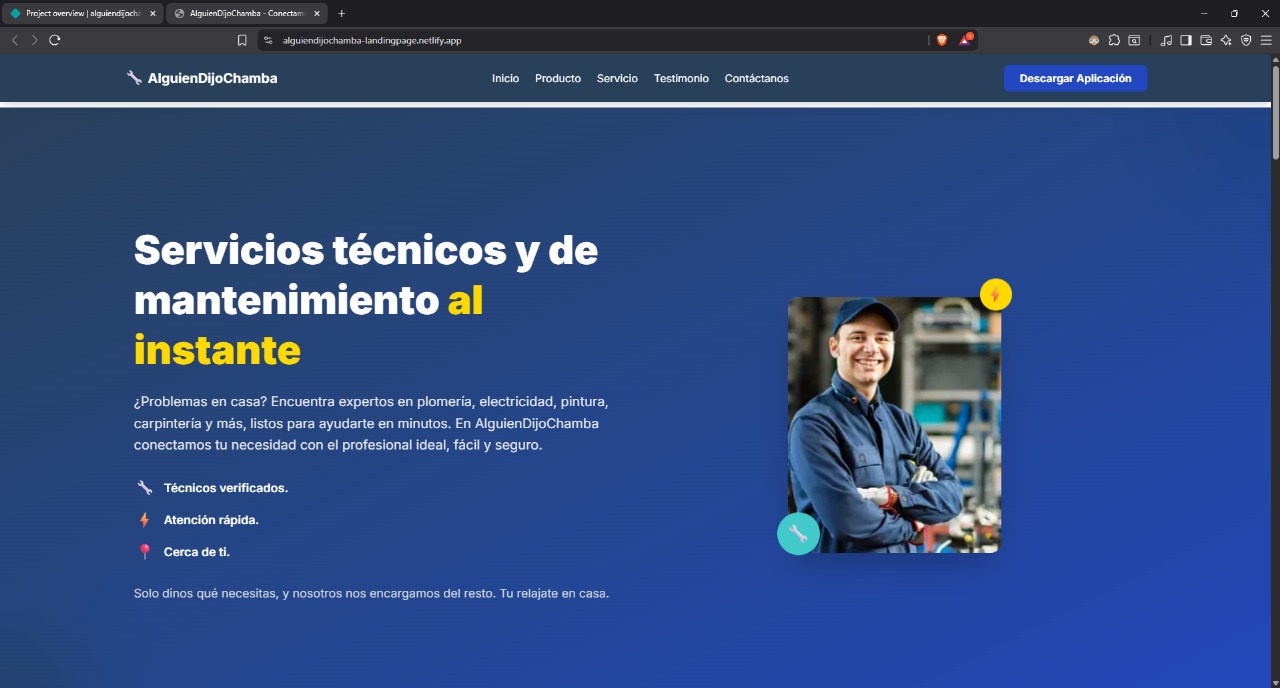 Project overview | alguiendijocha
AlguienDijoChamba - Conectam
alguiendijochamba-landingpage.netlify.app
AlguienDijoChamba
Inicio
Producto
Servicio
Testimonio
Contáctanos
Descargar Aplicación
Servicios técnicos y de
mantenimiento al
instante
¿Problemas en casa? Encuentra expertos en plomería, electricidad, pintura,
carpintería y más, listos para ayudarte en minutos. En AlguienDijoChamba
conectamos tu necesidad con el profesional ideal, fácil y seguro.
Técnicos verificados.
Atención rápida.
Cerca de ti.
Solo dinos qué necesitas, y nosotros nos encargamos del resto. Tu relajate en casa.